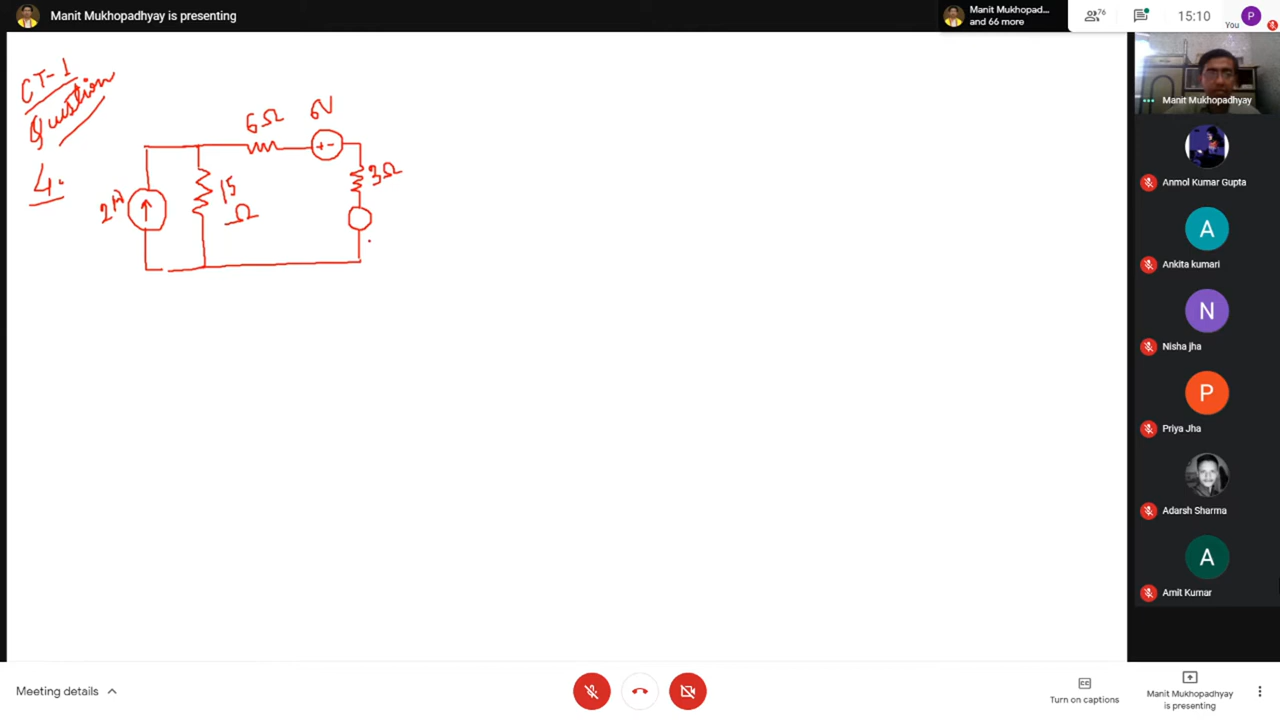 Manit Mukhopadhyay is presenting
Manit Mukhopad...
and 66 more
76
15:10
You
P
CT-1
Question
4.
6Ω
6V
+ -
3Ω
2A
15
Ω
Manit Mukhopadhyay
Anmol Kumar Gupta
A
Ankita kumari
N
Nisha jha
P
Priya Jha
Adarsh Sharma
A
Amit Kumar
Meeting details
CC
Turn on captions
Manit Mukhopadhyay
is presenting